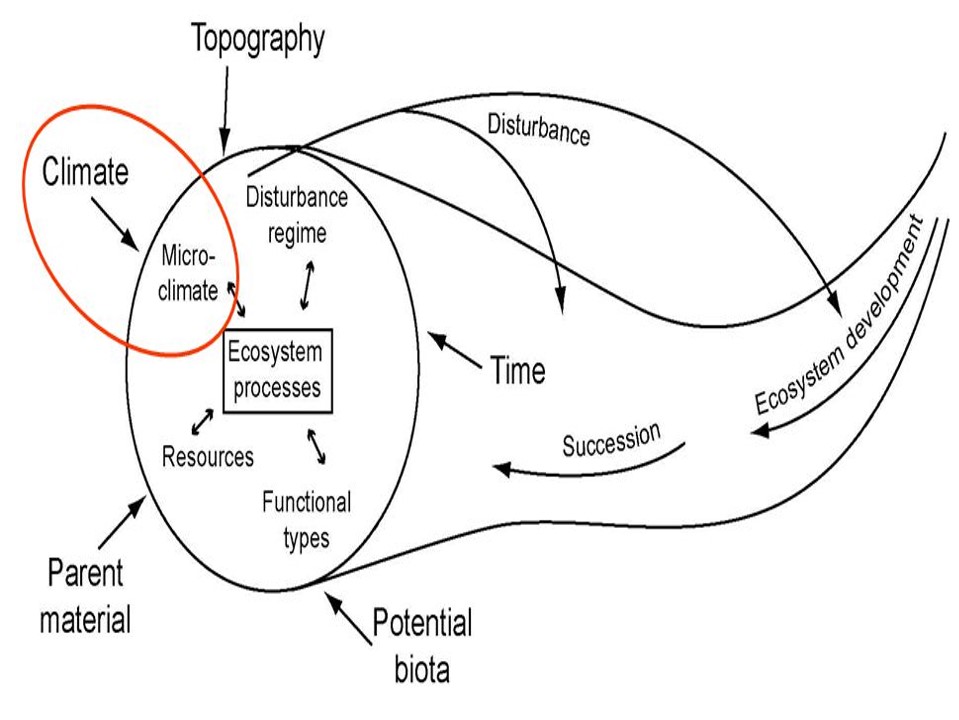 Topography
Disturbance
Climate
Disturbance
regime
Micro-
climate
Ecosystem
processes
Time
Ecosystem development
Succession
Resources
Functional
types
Parent
material
Potential
biota